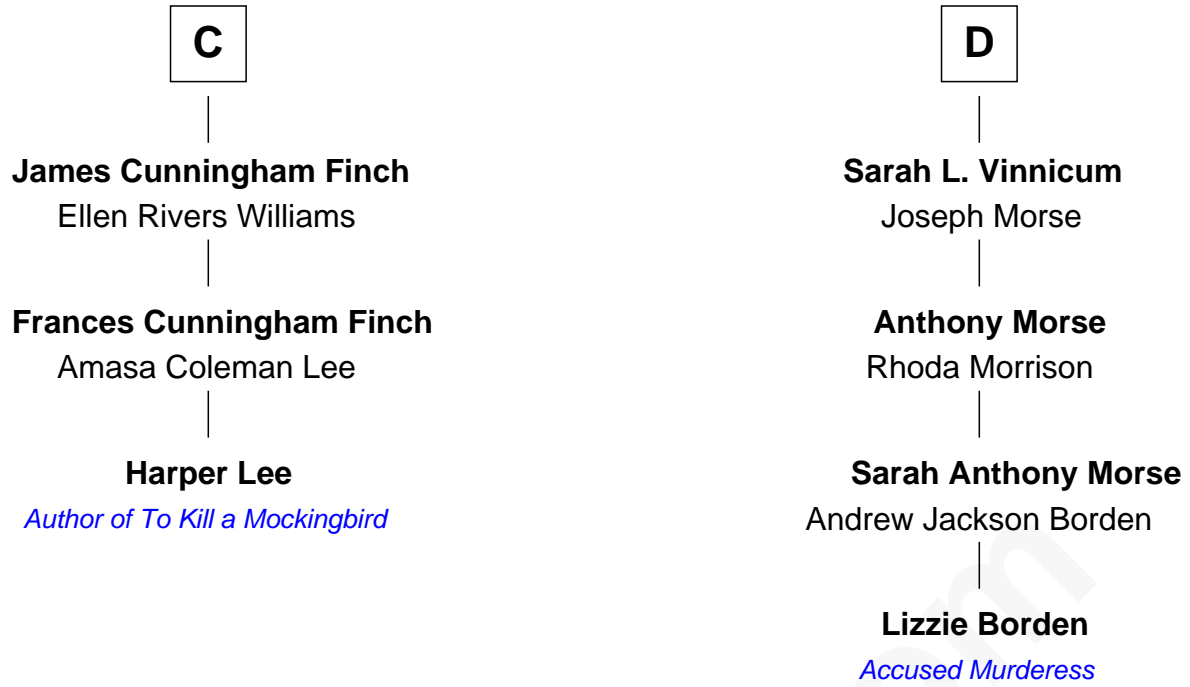 C
James Cunningham Finch
Ellen Rivers Williams
Frances Cunningham Finch
Amasa Coleman Lee
Harper Lee
Author of To Kill a Mockingbird
D
Sarah L. Vinnicum
Joseph Morse
Anthony Morse
Rhoda Morrison
Sarah Anthony Morse
Andrew Jackson Borden
Lizzie Borden
Accused Murderess